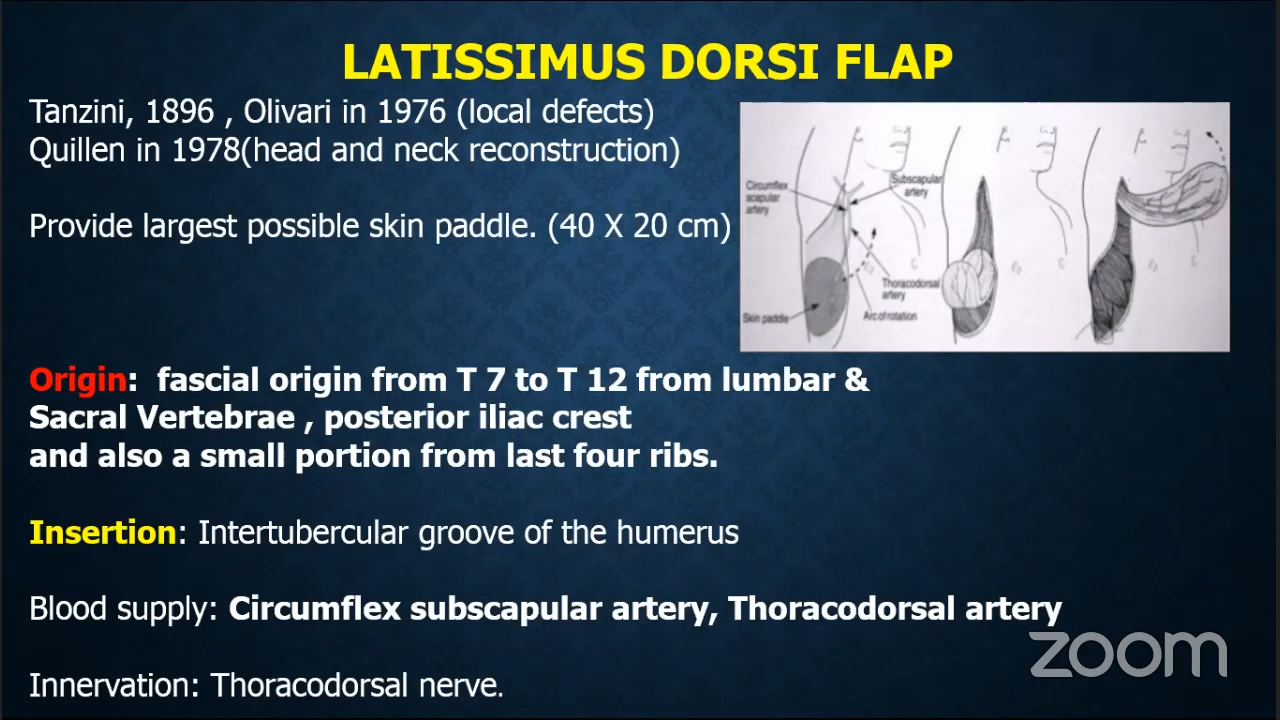 LATISSIMUS DORSI FLAP
Tanzini, 1896 , Olivari in 1976 (local defects)
Quillen in 1978(head and neck reconstruction)
Provide largest possible skin paddle. (40 X 20 cm)
Circumflex
scapular
artery
Subscapular
artery
Thoracodorsal
artery
Skin paddle
Arc of rotation
Origin:  fascial origin from T 7 to T 12 from lumbar &
Sacral Vertebrae , posterior iliac crest
and also a small portion from last four ribs.
Insertion: Intertubercular groove of the humerus
Blood supply: Circumflex subscapular artery, Thoracodorsal artery
zoom
Innervation: Thoracodorsal nerve.